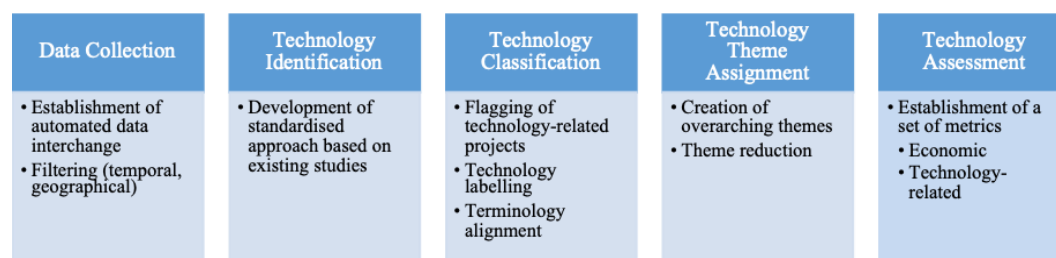 Data Collection
• Establishment of
automated data
interchange
• Filtering (temporal,
geographical)
Technology
Identification
• Development of
standardised
approach based on
existing studies
Technology
Classification
• Flagging of
technology-related
projects
• Technology
labelling
• Terminology
alignment
Technology
Theme
Assignment
• Creation of
overarching themes
• Theme reduction
Technology
Assessment
• Establishment of a
set of metrics
• Economic
• Technology-
related